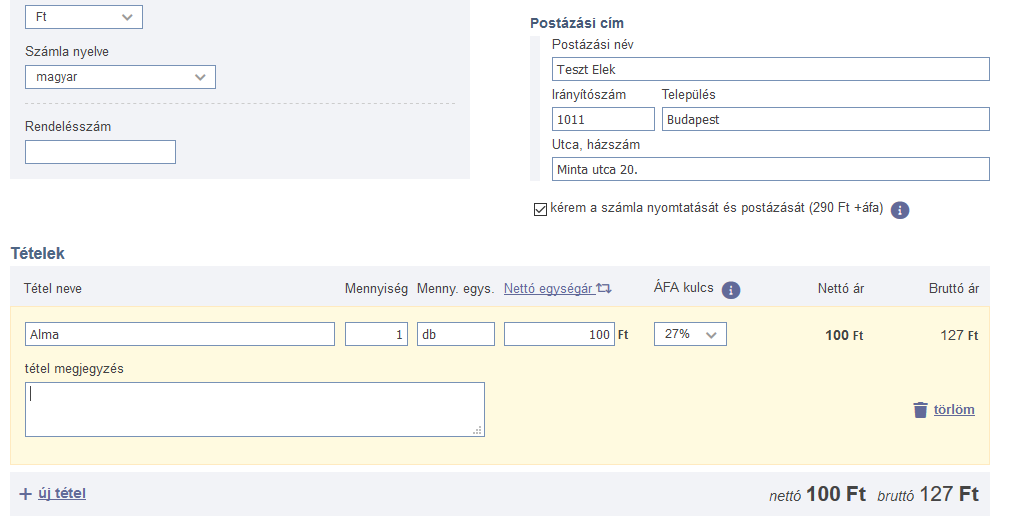 Ft
Számla nyelve
magyar
Rendelésszám
Postázási cím
Postázási név
Teszt Elek
Irányítószám Település
1011 Budapest
Utca, házszám
Minta utca 20.
kérem a számla nyomtatását és postázását (290 Ft +áfa)
Tételek
Tétel neve Mennyiség Menny. egys. Nettó egységár ÁFA kulcs Nettó ár Bruttó ár
Alma 1 db 100 Ft 27% 100 Ft 127 Ft
tétel megjegyzés
törlöm
+ új tétel nettó 100 Ft bruttó 127 Ft